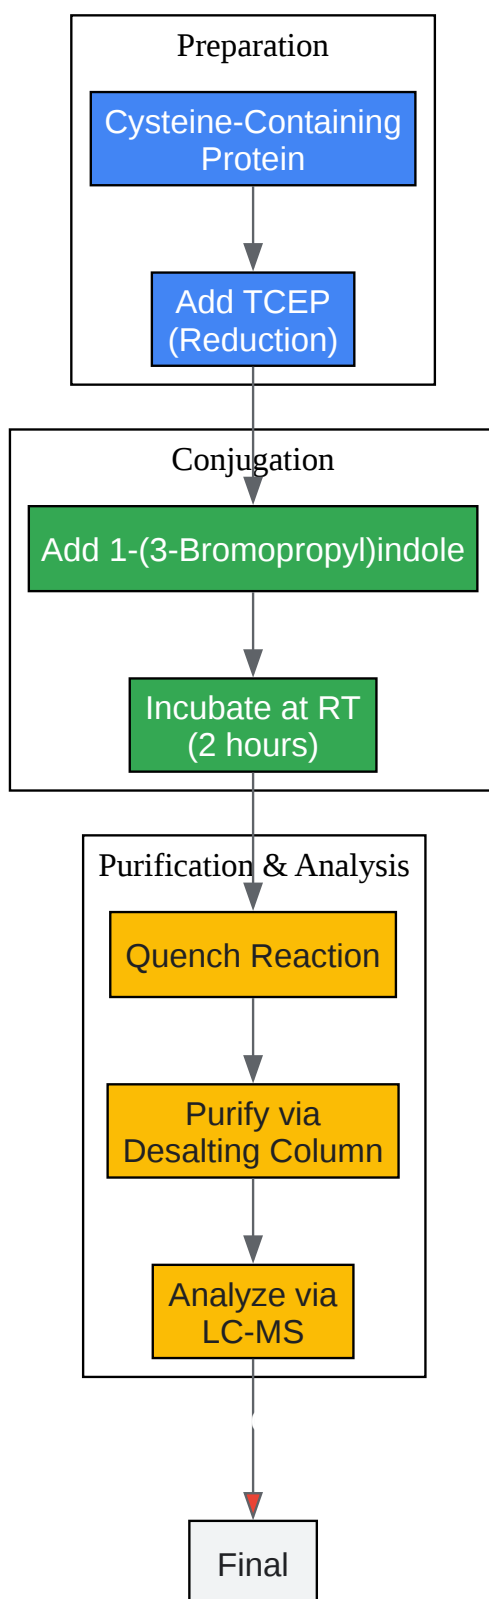 Preparation
Cysteine-Containing
Protein
Add TCEP
(Reduction)
Conjugation
Add 1-(3-Bromopropyl)indole
Incubate at RT
(2 hours)
Purification & Analysis
Quench Reaction
Purify via
Desalting Column
Analyze via
LC-MS
Final